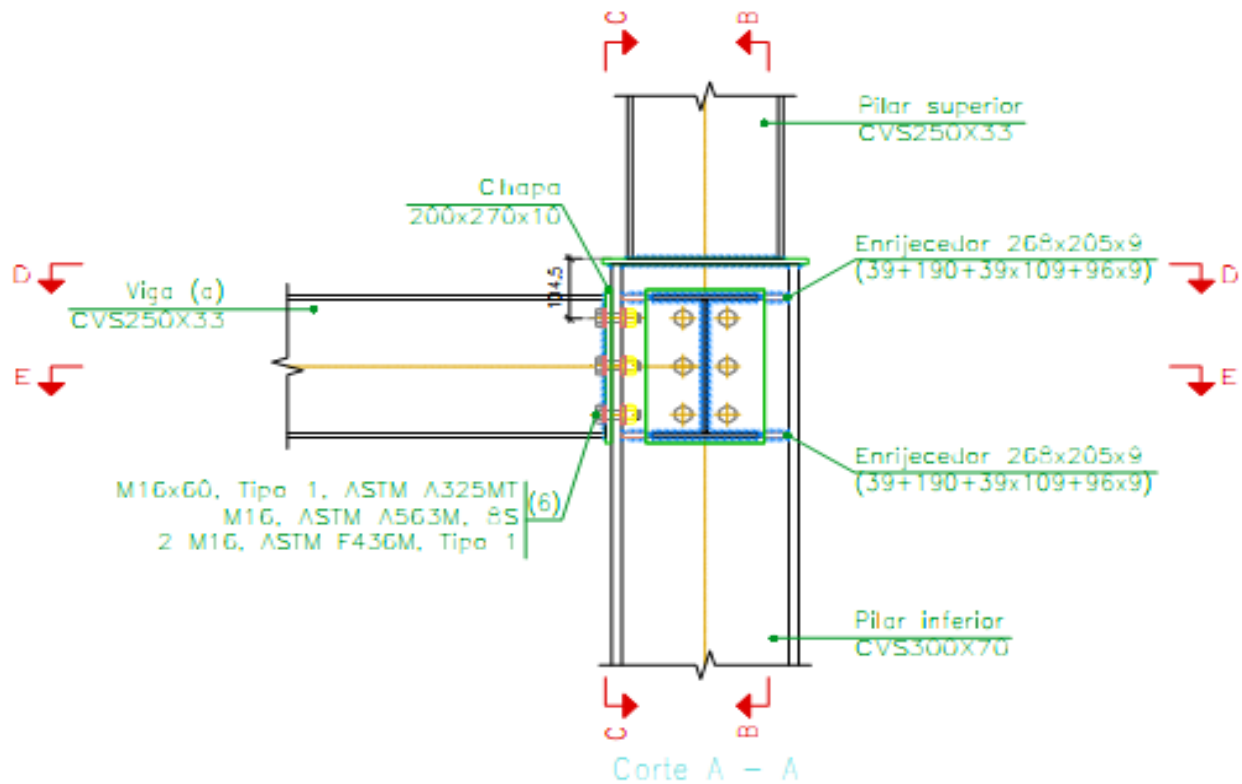 C
B
Pilar superior
CVS250X33
Chapa
200x270x10
Enrijecedor 268x205x9
(39+190+39x109+96x9)
D
D
104.5
Viga (a)
CVS250X33
E
E
Enrijecedor 268x205x9
(39+190+39x109+96x9)
M16x60, Tipo 1, ASTM A325MT
M16, ASTM A563M, 8S
2 M16, ASTM F436M, Tipo 1
(6)
Pilar inferior
CVS300X70
C
B
Corte A - A